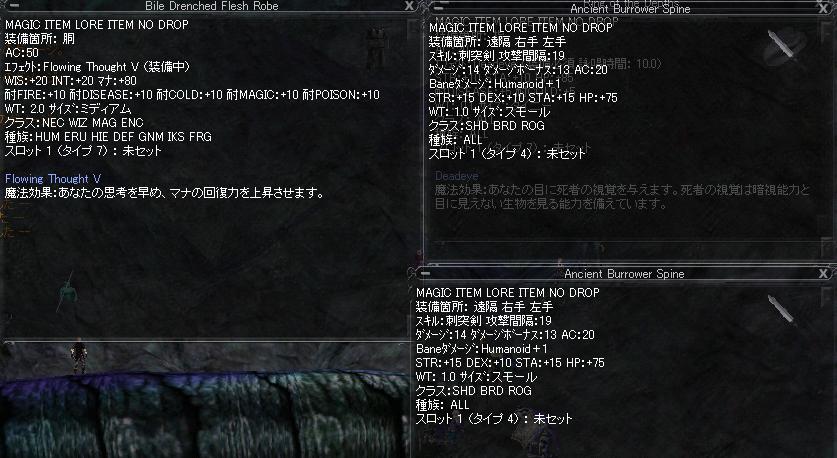 Bile Drenched Flesh Robe
MAGIC ITEM LORE ITEM NO DROP
装備箇所: 胴
AC:50
ｴﾌｪｸﾄ: Flowing Thought V (装備中)
WIS:+20 INT:+20 マナ:+80
耐FIRE:+10 耐DISEASE:+10 耐COLD:+10 耐MAGIC:+10 耐POISON:+10
WT: 2.0 ｻｲｽﾞ:ミディアム
クラス:NEC WIZ MAG ENC
種族:HUM ERU HIE DEF GNM IKS FRG
スロット 1 (タイプ 7) : 未セット
Flowing Thought V
魔法効果:あなたの思考を早め、マナの回復力を上昇させます。
Ancient Burrower Spine
MAGIC ITEM LORE ITEM NO DROP
装備箇所: 遠隔 右手 左手
スキル:刺突剣 攻撃間隔:19
ﾀﾞﾒｰｼﾞ:14 ﾀﾞﾒｰｼﾞﾎﾞｰﾅｽ:13 AC:20
Baneﾀﾞﾒｰｼﾞ:Humanoid＋1
STR:+15 DEX:+10 STA:+15 HP:+75
WT: 1.0 ｻｲｽﾞ:スモール
クラス:SHD BRD ROG
種族: ALL
スロット 1 (タイプ 4) : 未セット
Deadeye
魔法効果:あなたの目に死者の視覚を与えます。死者の視覚は暗視能力と
目に見えない生物を見る能力を備えています。
Ancient Burrower Spine
MAGIC ITEM LORE ITEM NO DROP
装備箇所: 遠隔 右手 左手
スキル:刺突剣 攻撃間隔:19
ﾀﾞﾒｰｼﾞ:14 ﾀﾞﾒｰｼﾞﾎﾞｰﾅｽ:13 AC:20
Baneﾀﾞﾒｰｼﾞ:Humanoid＋1
STR:+15 DEX:+10 STA:+15 HP:+75
WT: 1.0 ｻｲｽﾞ:スモール
クラス:SHD BRD ROG
種族: ALL
スロット 1 (タイプ 4) : 未セット